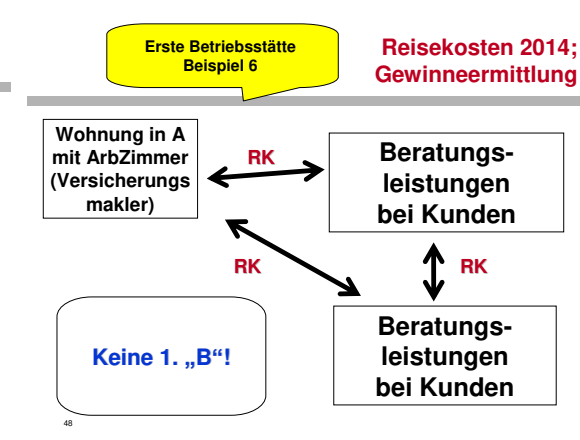 Erste Betriebsstätte
Beispiel 6
Reisekosten 2014;
Gewinneermittlung
Wohnung in A
mit ArbZimmer
(Versicherungs
makler)
RK
Beratungs-
leistungen
bei Kunden
RK
RK
Keine 1. „B“!
Beratungs-
leistungen
bei Kunden
48